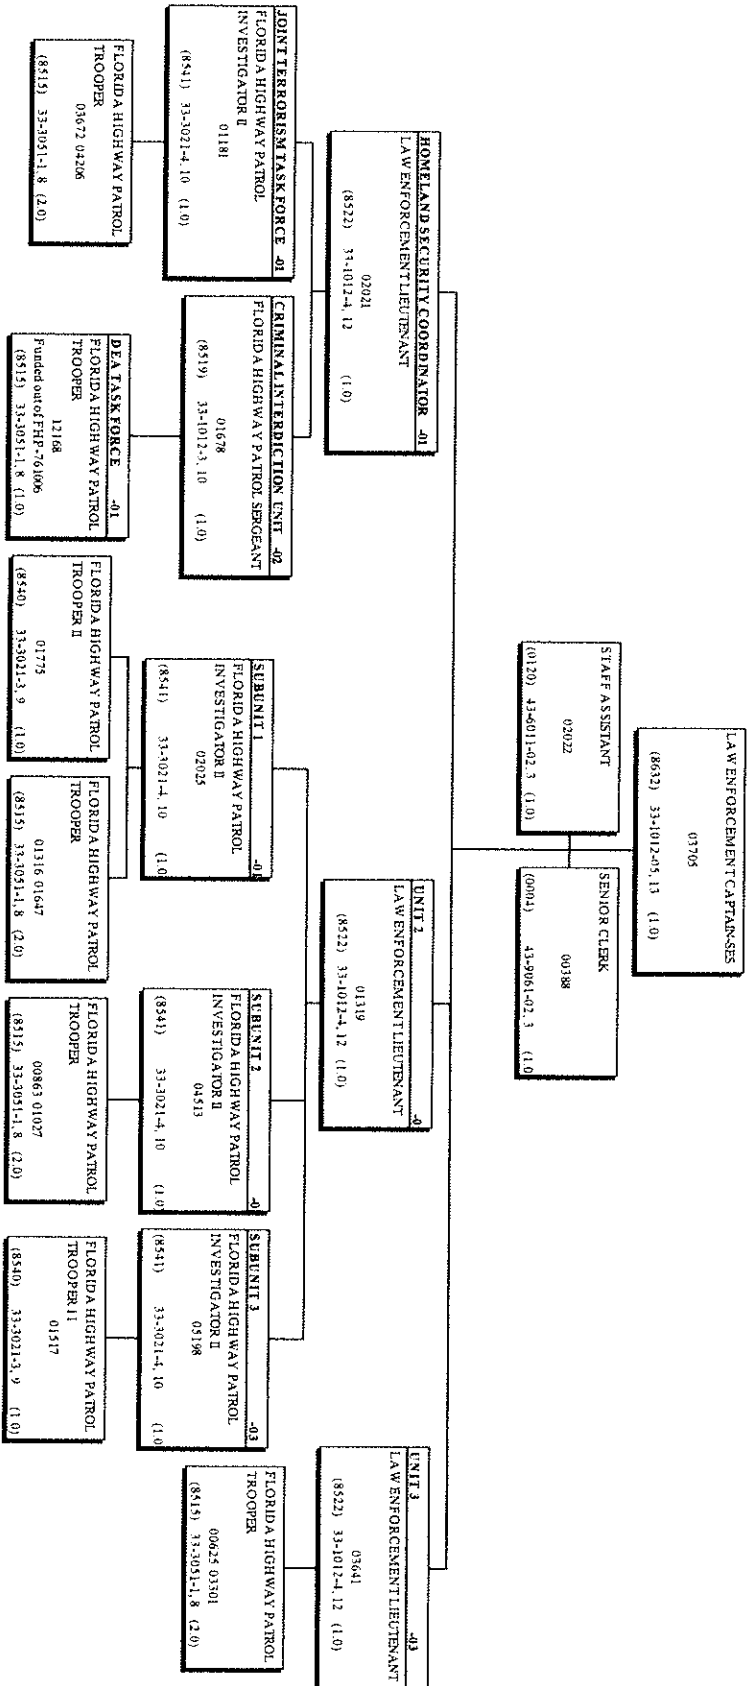 LAW ENFORCEMENT CAPTAIN-SES
03705
(8632) 33-1012-05, 13 (1.0)
STAFF ASSISTANT
02022
(0120) 43-6011-02, 3 (1.0)
SENIOR CLERK
00388
(0004) 43-9061-02, 3 (1.0
HOMELAND SECURITY COORDINATOR -01
LAW ENFORCEMENT LIEUTENANT
02021
(8522) 33-1012-4, 12 (1.0)
UNIT 2 -0
LAW ENFORCEMENT LIEUTENANT
01319
(8522) 33-1012-4, 12 (1.0)
UNIT 3 -03
LAW ENFORCEMENT LIEUTENANT
03641
(8522) 33-1012-4, 12 (1.0)
JOINT TERRORISM TASK FORCE -01
FLORIDA HIGHWAY PATROL
INVESTIGATOR II
01181
(8541) 33-3021-4, 10 (1.0)
CRIMINAL INTERDICTION UNIT -02
FLORIDA HIGHWAY PATROL SERGEANT
01678
(8519) 33-1012-3, 10 (1.0)
SUBUNIT 1 -01
FLORIDA HIGHWAY PATROL
INVESTIGATOR II
02025
(8541) 33-3021-4, 10 (1.0
SUBUNIT 2 -0
FLORIDA HIGHWAY PATROL
INVESTIGATOR II
04513
(8541) 33-3021-4, 10 (1.0)
SUBUNIT 3 -03
FLORIDA HIGHWAY PATROL
INVESTIGATOR II
05198
(8541) 33-3021-4, 10 (1.0
FLORIDA HIGHWAY PATROL
TROOPER
00625 03301
(8515) 33-3051-1, 8 (2.0)
FLORIDA HIGHWAY PATROL
TROOPER
03672 04206
(8515) 33-3051-1, 8 (2.0)
DEA TASK FORCE -01
FLORIDA HIGHWAY PATROL
TROOPER
12168
Funded out of FHP-761006
(8515) 33-3051-1, 8 (1.0)
FLORIDA HIGHWAY PATROL
TROOPER II
01775
(8540) 33-3021-3, 9 (1.0)
FLORIDA HIGHWAY PATROL
TROOPER
01316 01647
(8515) 33-3051-1, 8 (2.0)
FLORIDA HIGHWAY PATROL
TROOPER
00863 01027
(8515) 33-3051-1, 8 (2.0)
FLORIDA HIGHWAY PATROL
TROOPER II
01517
(8540) 33-3021-3, 9 (1.0)